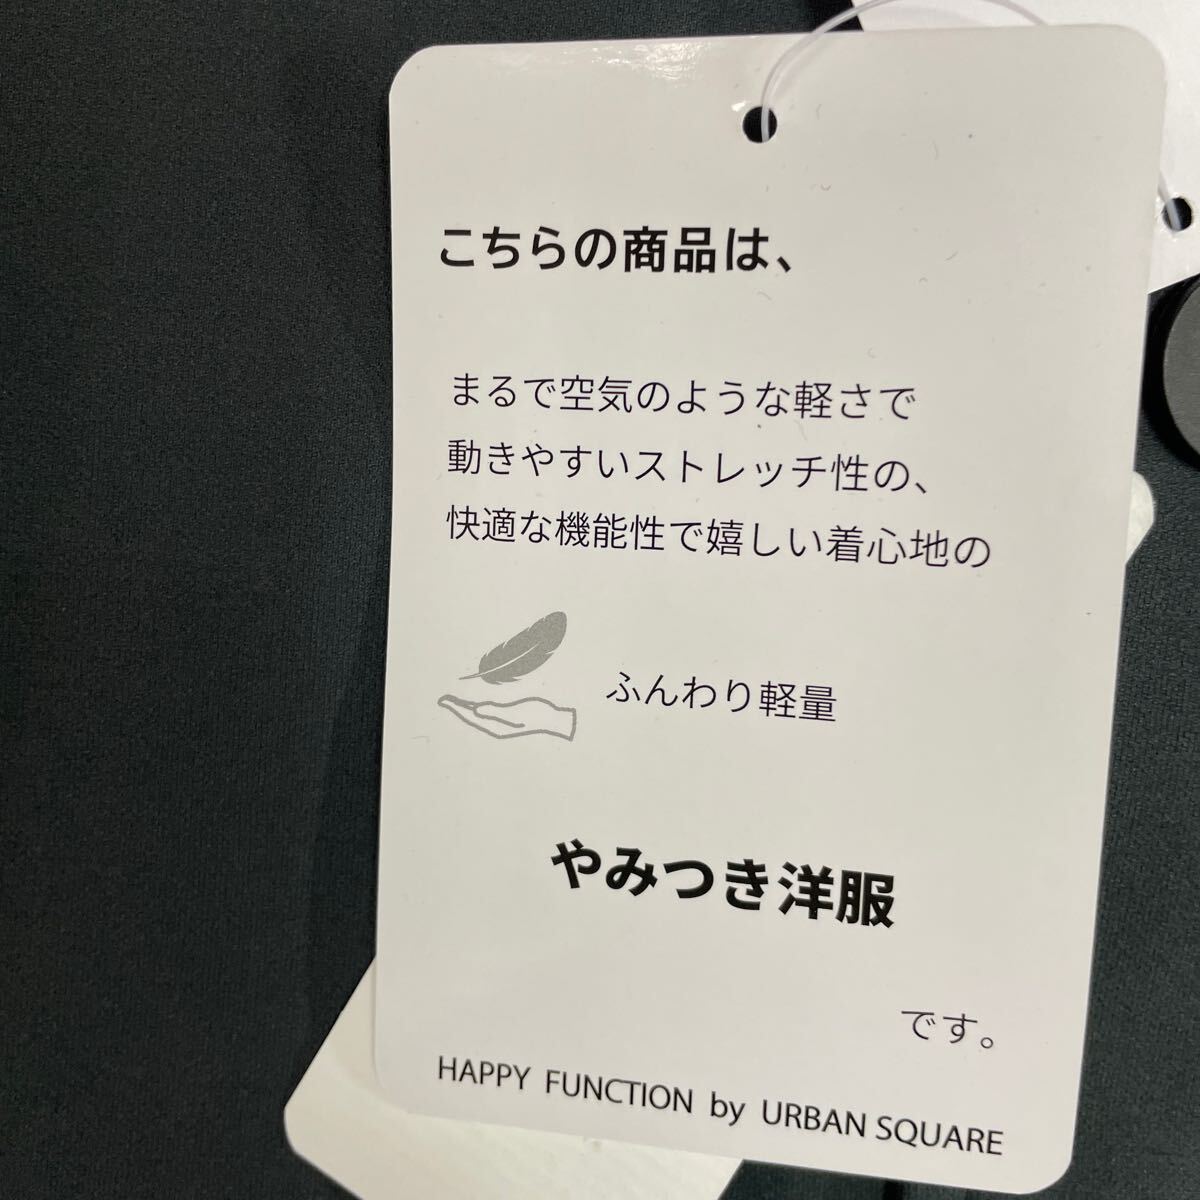 こちらの商品は、
まるで空気のような軽さで
動きやすいストレッチ性の、
快適な機能性で嬉しい着心地の
ふんわり軽量
やみつき洋服
です。
HAPPY FUNCTION by URBAN SQUARE